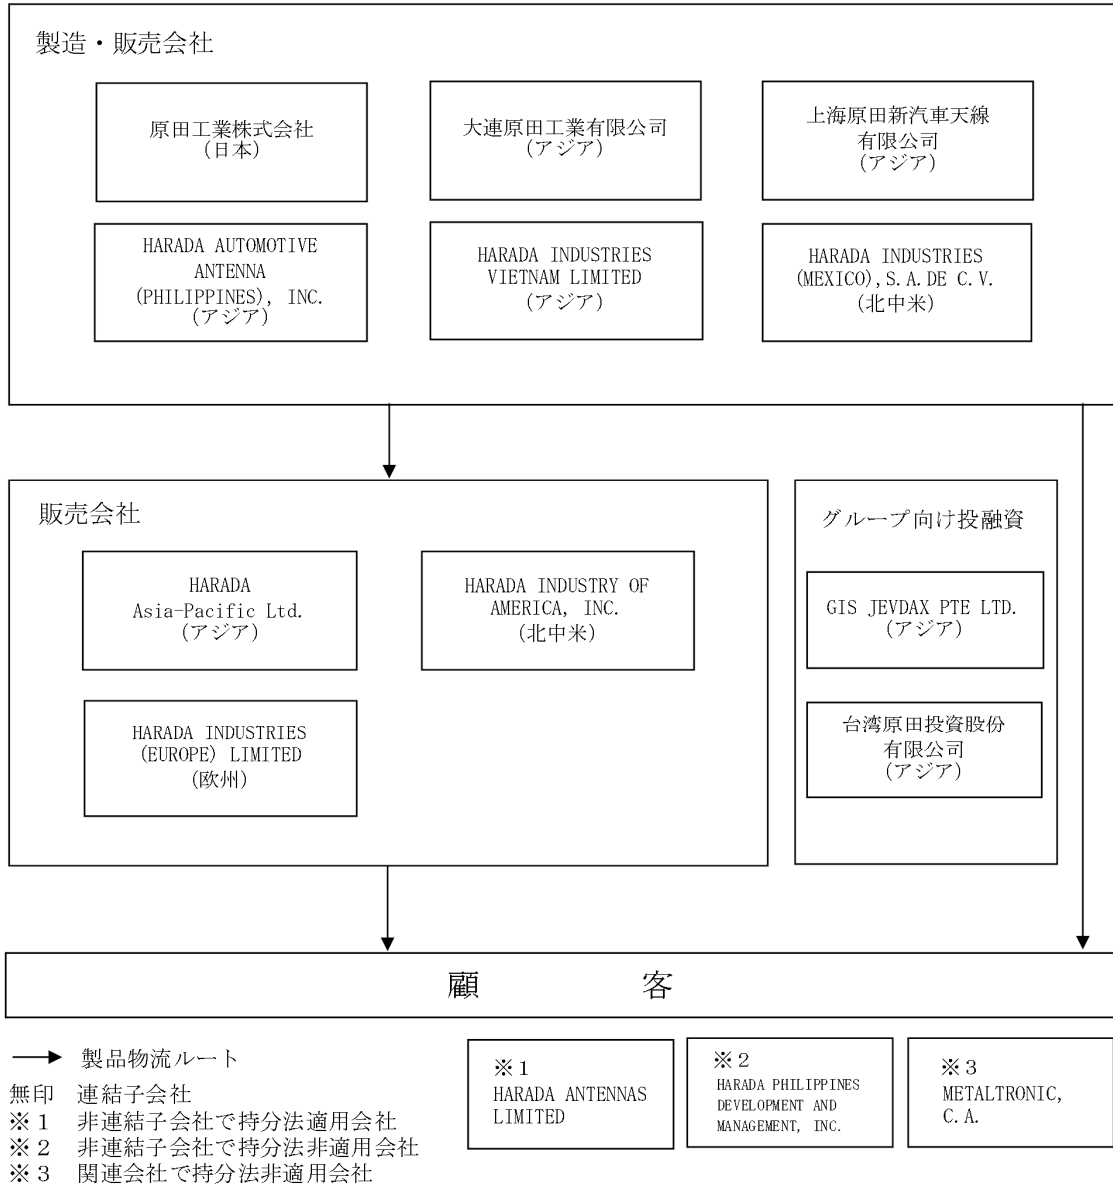 製造・販売会社
原田工業株式会社
(日本)
大連原田工業有限公司
(アジア)
上海原田新汽車天線
有限公司
(アジア)
HARADA AUTOMOTIVE
ANTENNA
(PHILIPPINES), INC.
(アジア)
HARADA INDUSTRIES
VIETNAM LIMITED
(アジア)
HARADA INDUSTRIES
(MEXICO),S.A.DE C.V.
(北中米)
販売会社
HARADA
Asia-Pacific Ltd.
(アジア)
HARADA INDUSTRY OF
AMERICA, INC.
(北中米)
HARADA INDUSTRIES
(EUROPE) LIMITED
(欧州)
グループ向け投融資
GIS JEVDAX PTE LTD.
(アジア)
台湾原田投資股份
有限公司
(アジア)
顧　　客
製品物流ルート
無印　連結子会社
※１　非連結子会社で持分法適用会社
※２　非連結子会社で持分法非適用会社
※３　関連会社で持分法非適用会社
※１
HARADA ANTENNAS
LIMITED
※２
HARADA PHILIPPINES
DEVELOPMENT AND
MANAGEMENT, INC.
※３
METALTRONIC,
C.A.